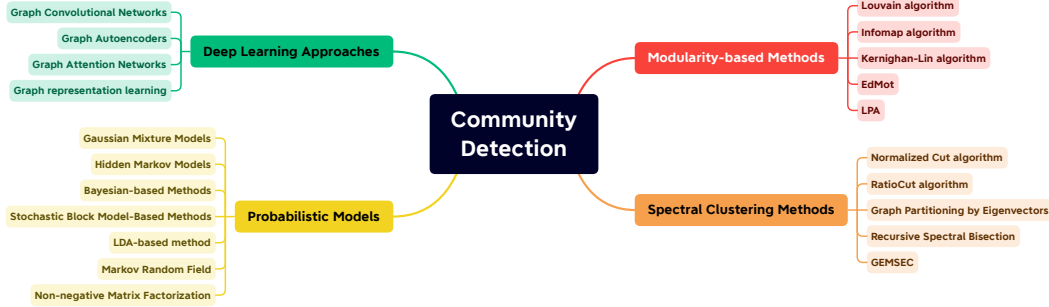 Community
Detection
Deep Learning Approaches
Graph Convolutional Networks
Graph Autoencoders
Graph Attention Networks
Graph representation learning
Probabilistic Models
Gaussian Mixture Models
Hidden Markov Models
Bayesian-based Methods
Stochastic Block Model-Based Methods
LDA-based method
Markov Random Field
Non-negative Matrix Factorization
Modularity-based Methods
Louvain algorithm
Infomap algorithm
Kernighan-Lin algorithm
EdMot
LPA
Spectral Clustering Methods
Normalized Cut algorithm
RatioCut algorithm
Graph Partitioning by Eigenvectors
Recursive Spectral Bisection
GEMSEC